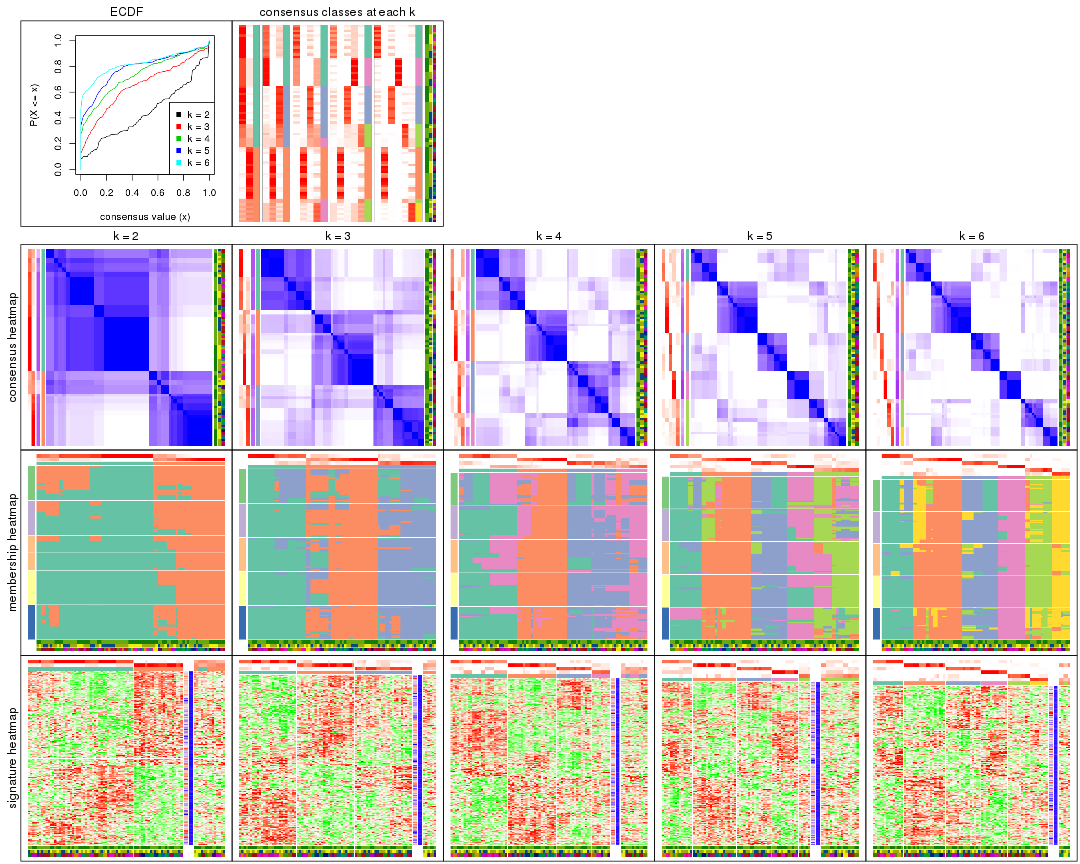 ECDF
consensus classes at each k
P(X <= x)
0.0 0.2 0.4 0.6 0.8 1.0
k = 2
k = 3
k = 4
k = 5
k = 6
0.0 0.2 0.4 0.6 0.8 1.0
consensus value (x)
k = 2
k = 3
k = 4
k = 5
k = 6
consensus heatmap
membership heatmap
signature heatmap